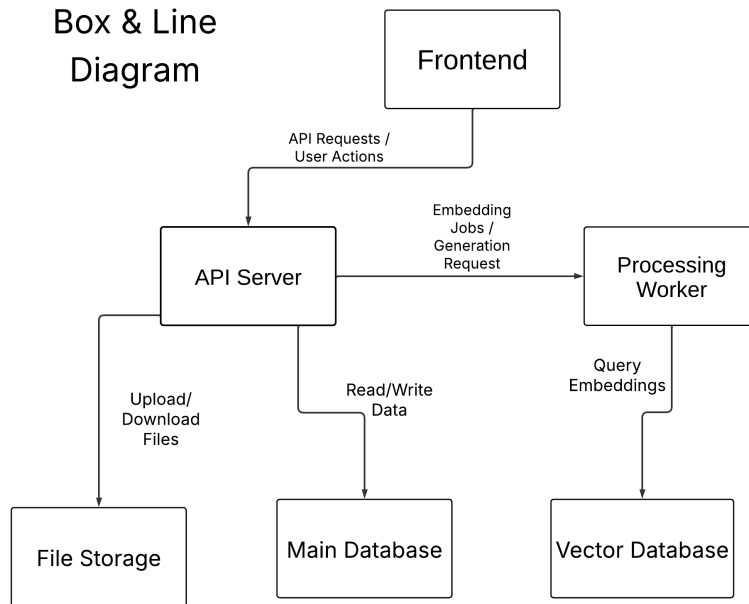 Box & Line
Diagram
Frontend
API Requests /
User Actions
Embedding
Jobs /
Generation
Request
API Server
Processing
Worker
Upload/
Download
Files
Read/Write
Data
Query
Embeddings
File Storage
Main Database
Vector Database